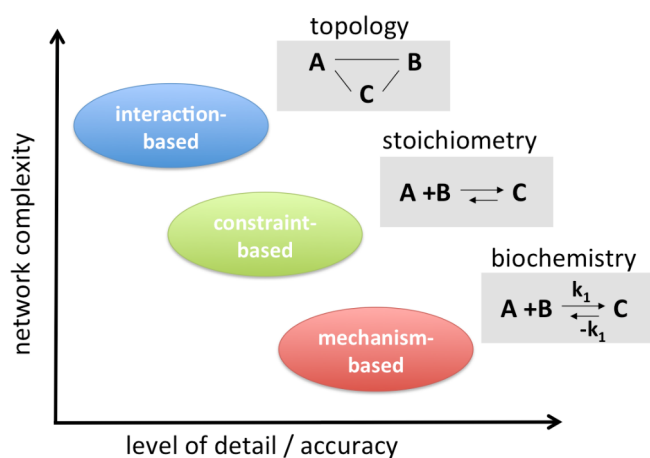 topology
A B
C
interaction-
based
stoichiometry
A +B C
constraint-
based
biochemistry
k₁
A +B C
-k₁
mechanism-
based
network complexity
level of detail / accuracy